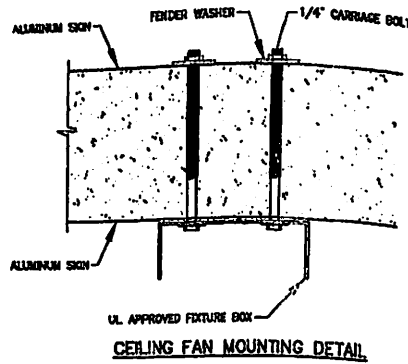 FENDER WASHER
1/4" CARRIAGE BOLT
ALUMINUM SKIN
ALUMINUM SKIN
UL APPROVED FIXTURE BOX
CEILING FAN MOUNTING DETAIL